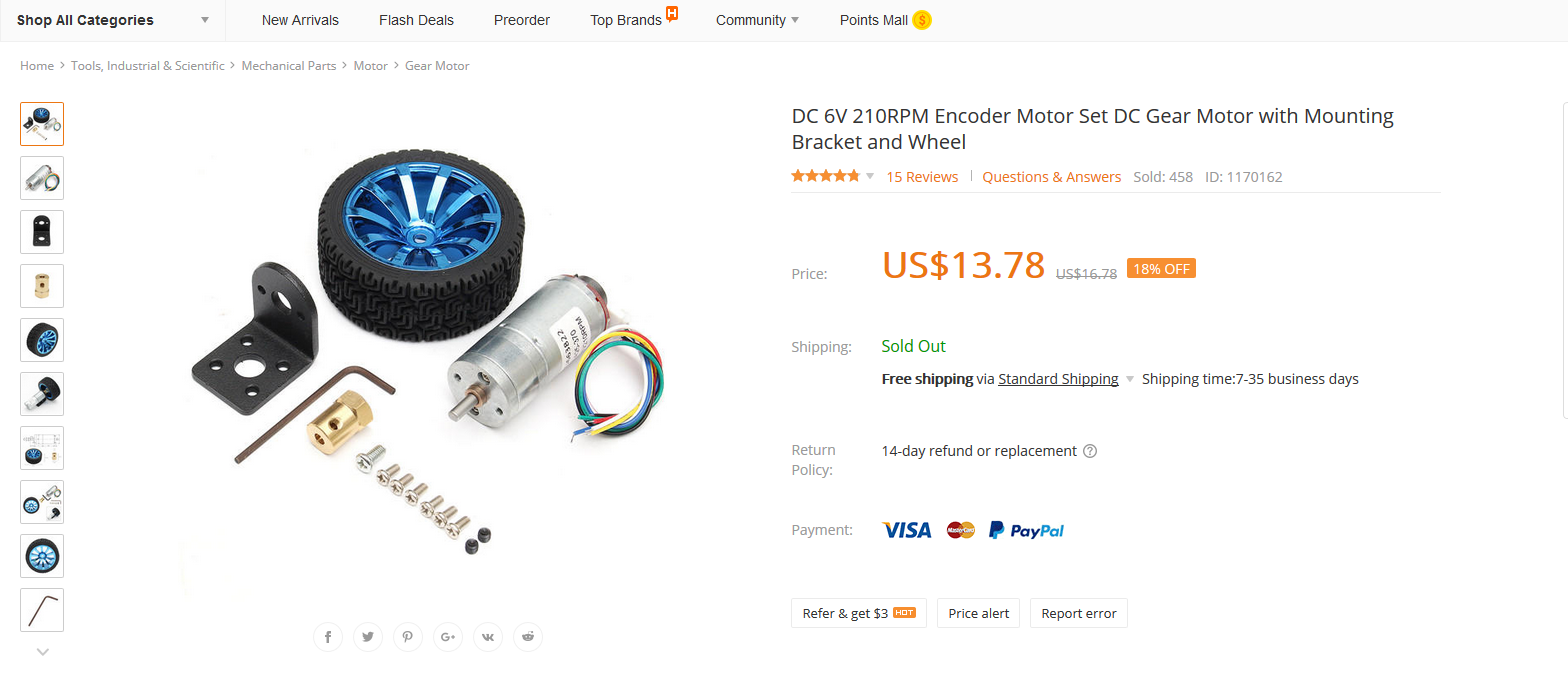 Shop All Categories
New Arrivals
Flash Deals
Preorder
Top Brands H
Community
Points Mall $
Home > Tools, Industrial & Scientific > Mechanical Parts > Motor > Gear Motor
DC 6V 210RPM Encoder Motor Set DC Gear Motor with Mounting
Bracket and Wheel
15 Reviews | Questions & Answers Sold: 458 ID: 1170162
Price: US$13.78 US$16.78 18% OFF
Shipping: Sold Out
Free shipping via Standard Shipping Shipping time:7-35 business days
Return
Policy:
14-day refund or replacement ?
Payment: VISA MasterCard PayPal
Refer & get $3 HOT
Price alert
Report error